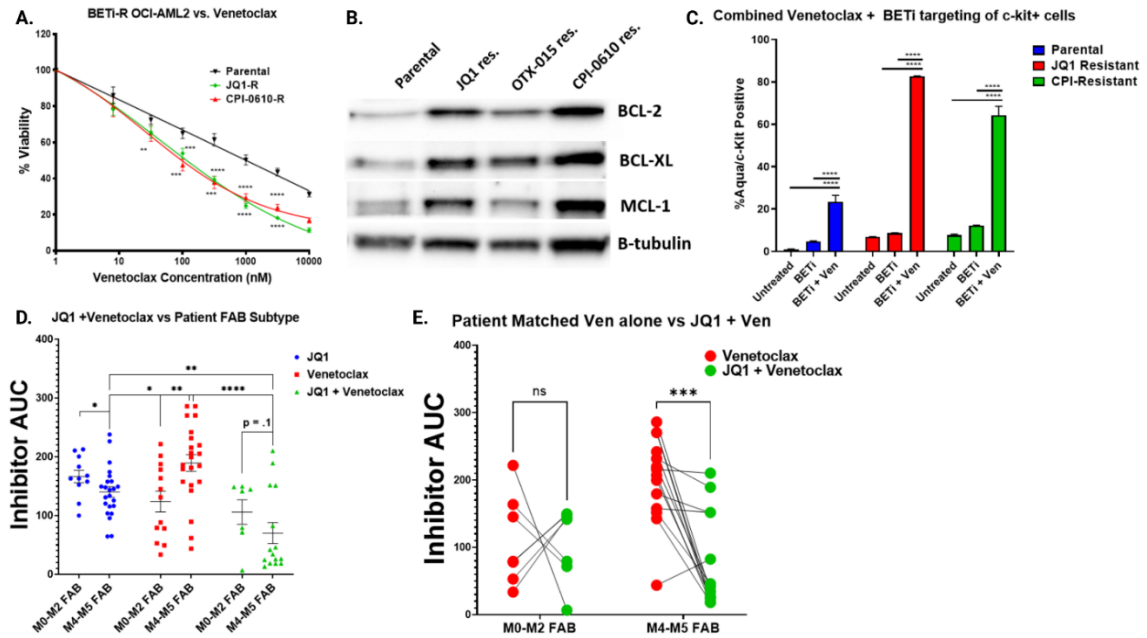 A.
BETi-R OCI-AML2 vs. Venetoclax
120
100
80
60
40
20
0
% Viability
Parental
JQ1-R
CPI-0610-R
**
***
***
***
****
****
****
****
****
1
10
100
1000
10000
Venetoclax Concentration (nM)
B.
Parental
JQ1 res.
OTX-015 res.
CPI-0610 res.
BCL-2
BCL-XL
MCL-1
B-tubulin
C.
Combined Venetoclax + BETi targeting of c-kit+ cells
100
80
60
40
20
0
%Aqua/c-Kit Positive
****
****
****
****
****
****
Parental
JQ1 Resistant
CPI-Resistant
Untreated
BETi
BETi + Ven
Untreated
BETi
BETi + Ven
Untreated
BETi
BETi + Ven
D.
JQ1 +Venetoclax vs Patient FAB Subtype
400
300
200
100
0
Inhibitor AUC
**
*
*
**
****
p = .1
JQ1
Venetoclax
JQ1 + Venetoclax
M0-M2 FAB
M4-M5 FAB
M0-M2 FAB
M4-M5 FAB
M0-M2 FAB
M4-M5 FAB
E.
Patient Matched Ven alone vs JQ1 + Ven
400
300
200
100
0
Inhibitor AUC
ns
***
Venetoclax
JQ1 + Venetoclax
M0-M2 FAB
M4-M5 FAB